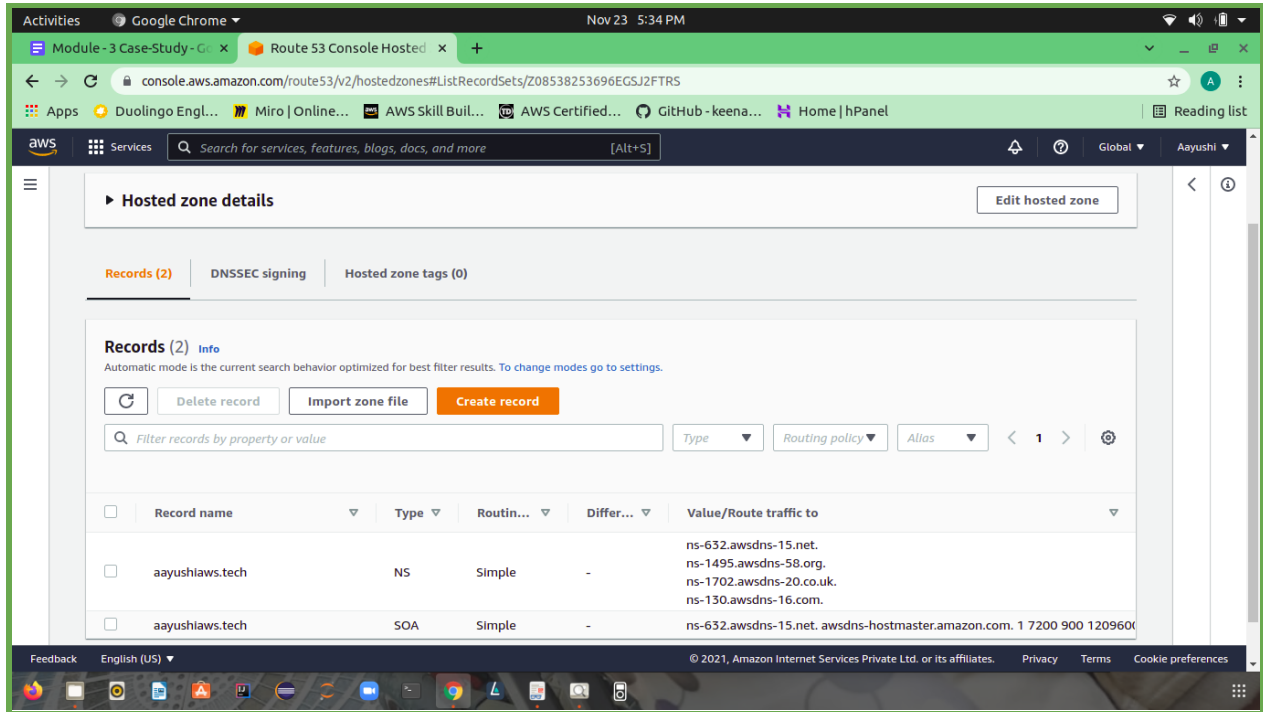 Activities
Google Chrome
Nov 23 5:34 PM
Module - 3 Case-Study - Go
Route 53 Console Hosted
console.aws.amazon.com/route53/v2/hostedzones#ListRecordSets/Z08538253696EGSJ2FTRS
A
Apps
Duolingo Engl...
Miro | Online...
AWS Skill Buil...
AWS Certified...
GitHub - keena...
Home | hPanel
Reading list
aws
Services
Search for services, features, blogs, docs, and more
[Alt+S]
Global
Aayushi
Hosted zone details
Edit hosted zone
Records (2)
DNSSEC signing
Hosted zone tags (0)
Records (2) Info
Automatic mode is the current search behavior optimized for best filter results. To change modes go to settings.
Delete record
Import zone file
Create record
Filter records by property or value
Type
Routing policy
Alias
1
Record name
Type
Routin...
Differ...
Value/Route traffic to
aayushiaws.tech
NS
Simple
-
ns-632.awsdns-15.net.
ns-1495.awsdns-58.org.
ns-1702.awsdns-20.co.uk.
ns-130.awsdns-16.com.
aayushiaws.tech
SOA
Simple
-
ns-632.awsdns-15.net. awsdns-hostmaster.amazon.com. 1 7200 900 1209600
Feedback
English (US)
© 2021, Amazon Internet Services Private Ltd. or its affiliates.
Privacy
Terms
Cookie preferences